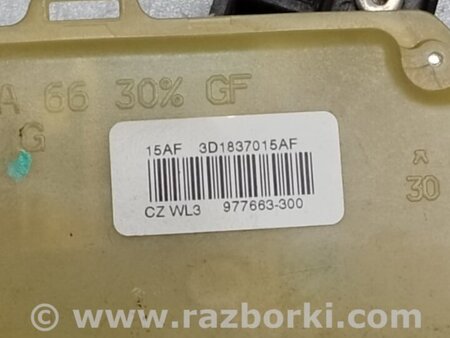 A 66 30% GF
G
15AF 3D1837015AF
CZ WL3 977663-300
30
© www.razborki.com